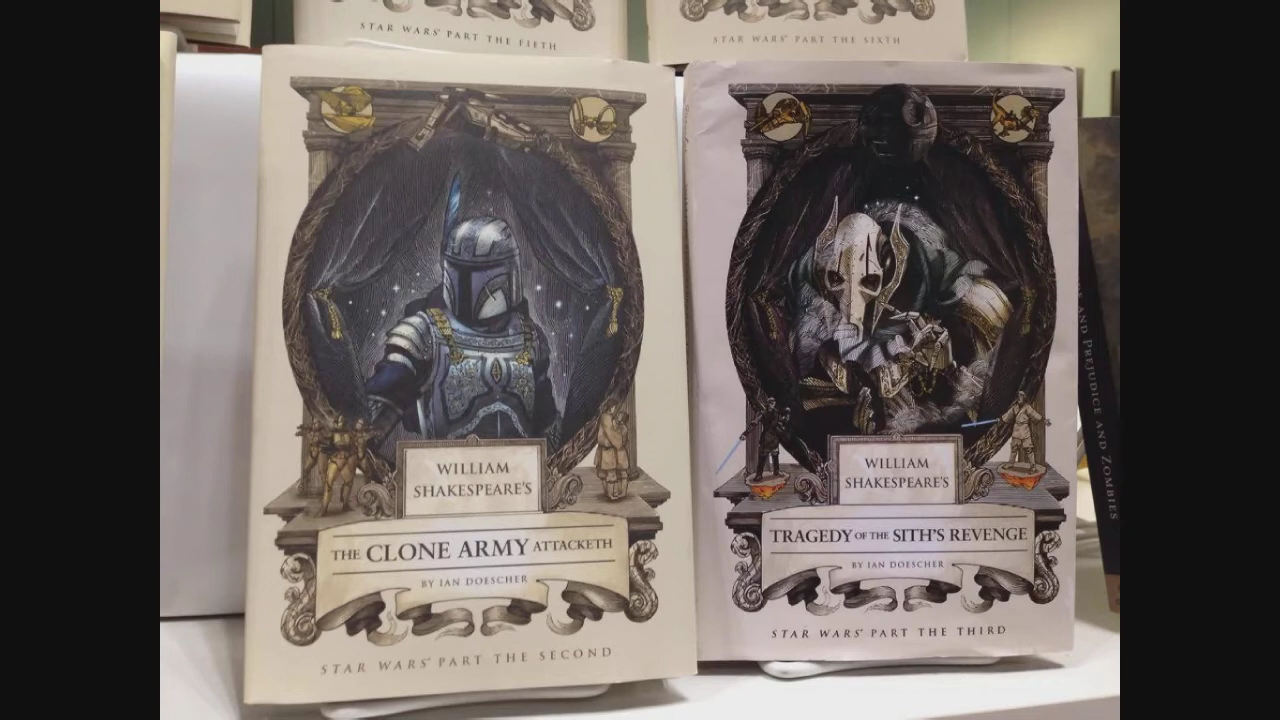 STAR WARS® PART THE FIFTH
STAR WARS® PART THE SIXTH
WILLIAM
SHAKESPEARE'S
THE CLONE ARMY ATTACKETH
BY IAN DOESCHER
STAR WARS® PART THE SECOND
WILLIAM
SHAKESPEARE'S
TRAGEDY OF THE SITH'S REVENGE
BY IAN DOESCHER
STAR WARS® PART THE THIRD
AND PREJUDICE AND ZOMBIES